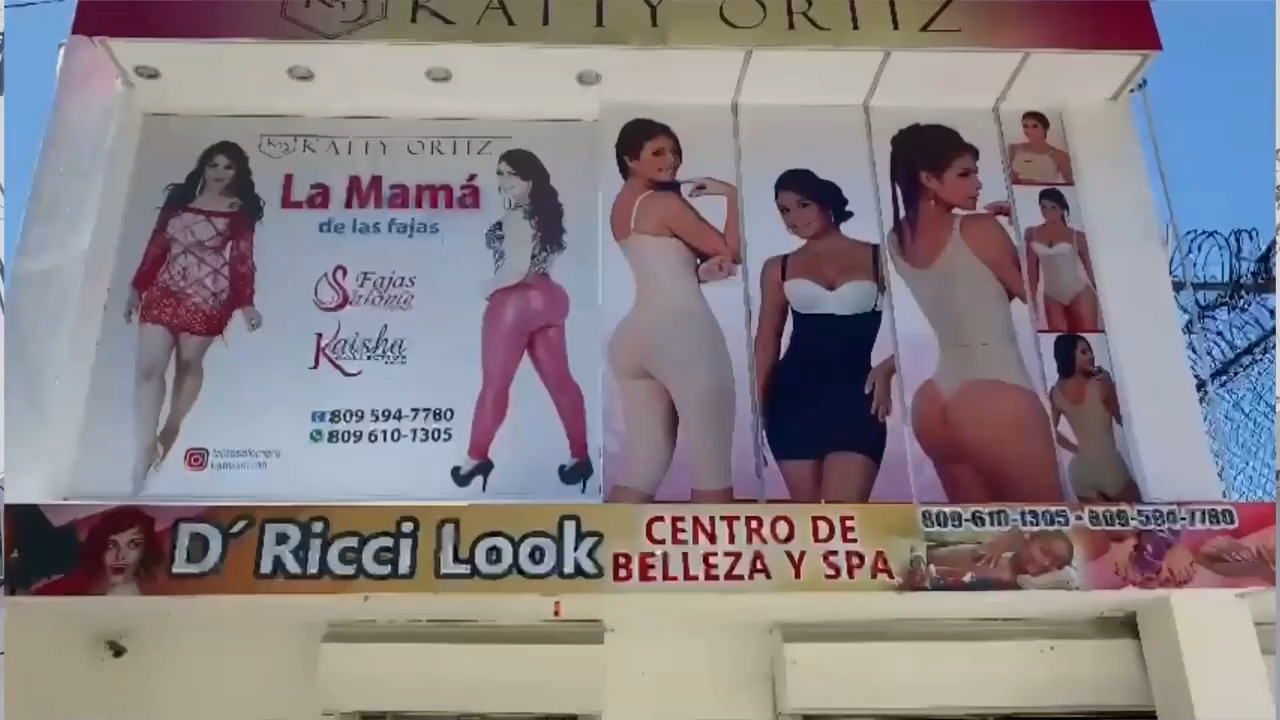 KATTY ORTIZ
KATTY ORTIZ
La Mamá
de las fajas
Fajas
Salome
Kaisha
809 594-7780
809 610-1305
D´ Ricci Look
CENTRO DE
BELLEZA Y SPA
809-610-1305 - 809-594-7780